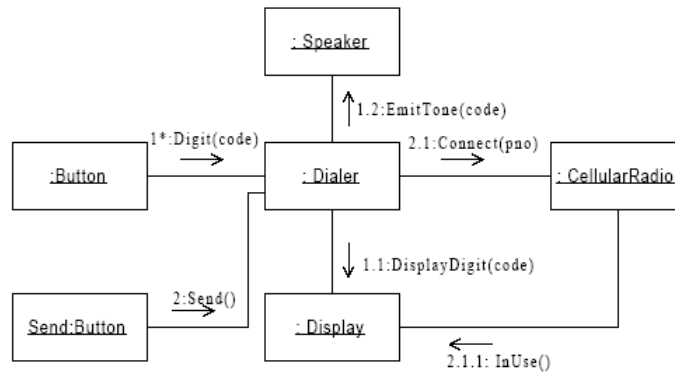 : Speaker
1.2:EmitTone(code)
1*:Digit(code)
2.1:Connect(pno)
:Button
: Dialer
: CellularRadio
1.1:DisplayDigit(code)
2:Send()
Send:Button
: Display
2.1.1: InUse()